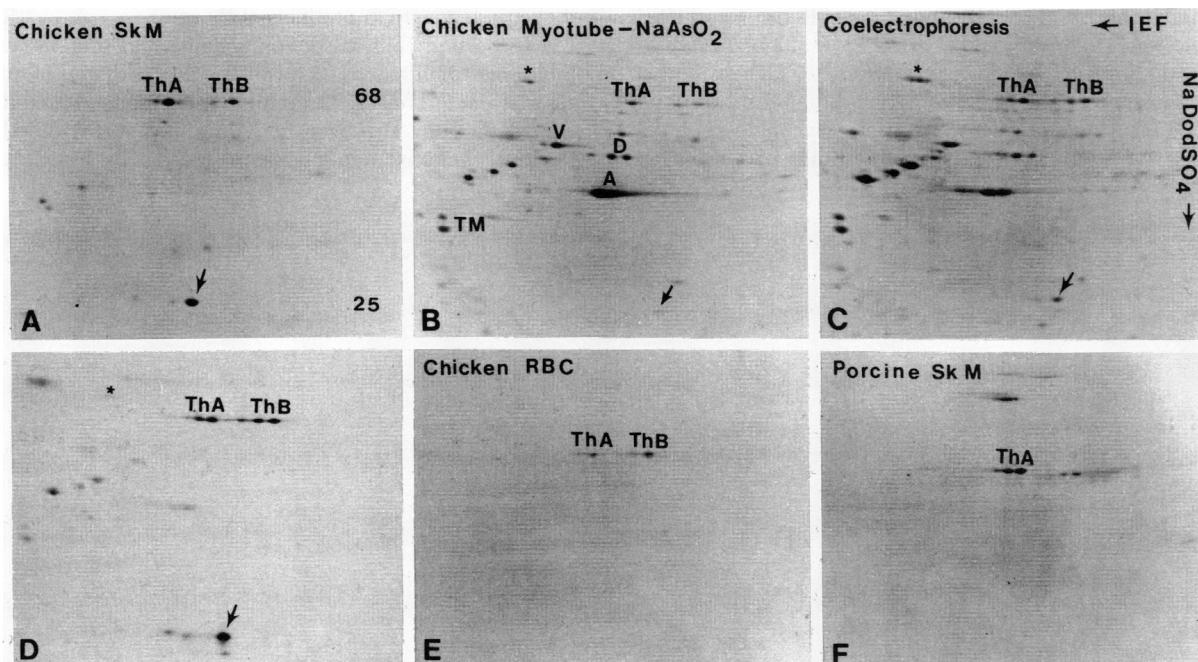 Chicken SkM
ThA ThB
68
25
A
Chicken Myotube-NaAsO2
*
ThA ThB
V
D
A
TM
B
Coelectrophoresis ← IEF
*
ThA ThB
NaDodSO4 →
C
*
ThA ThB
D
Chicken RBC
ThA ThB
E
Porcine SkM
ThA
F